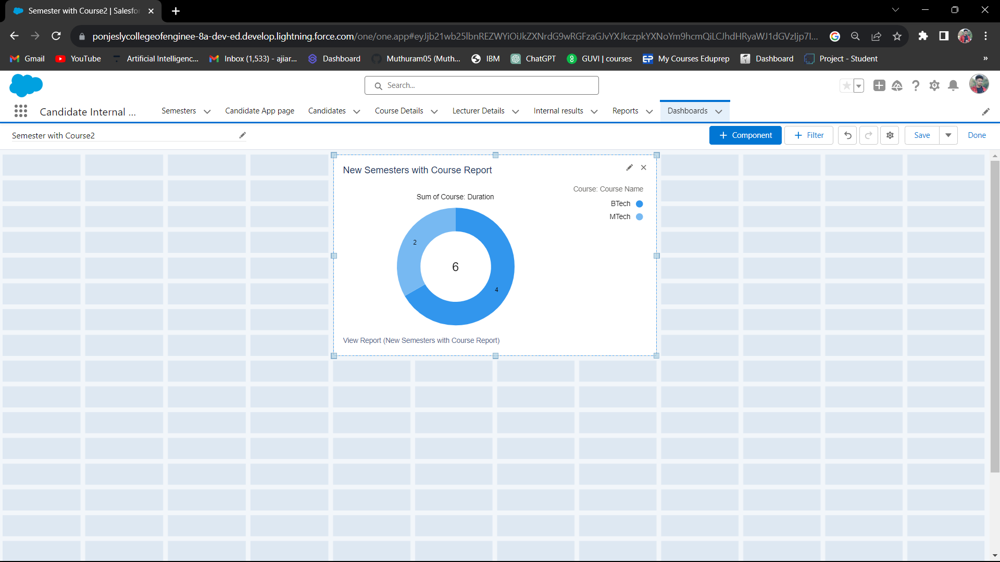 Semester with Course2 | Salesfo
ponjeslycollegeofenginee-8a-dev-ed.develop.lightning.force.com/one/one.app#eyJjb21wb25lbnREZWYiOiJkZXNrdG9wRGFzaGJvYXJkczpkYXNoYm9hcmQiLCJhdHRyaWJ1dGVzIjp7I...
Gmail YouTube Artificial Intelligenc... Inbox (1,533) - ajiar... Dashboard Muthuram05 (Muth... IBM ChatGPT GUVI | courses My Courses Eduprep Dashboard Project - Student »
Search...
Candidate Internal ... Semesters Candidate App page Candidates Course Details Lecturer Details Internal results Reports Dashboards
Semester with Course2 + Component + Filter Save Done
New Semesters with Course Report
Course: Course Name
Sum of Course: Duration
BTech
MTech
2
6
4
View Report (New Semesters with Course Report)